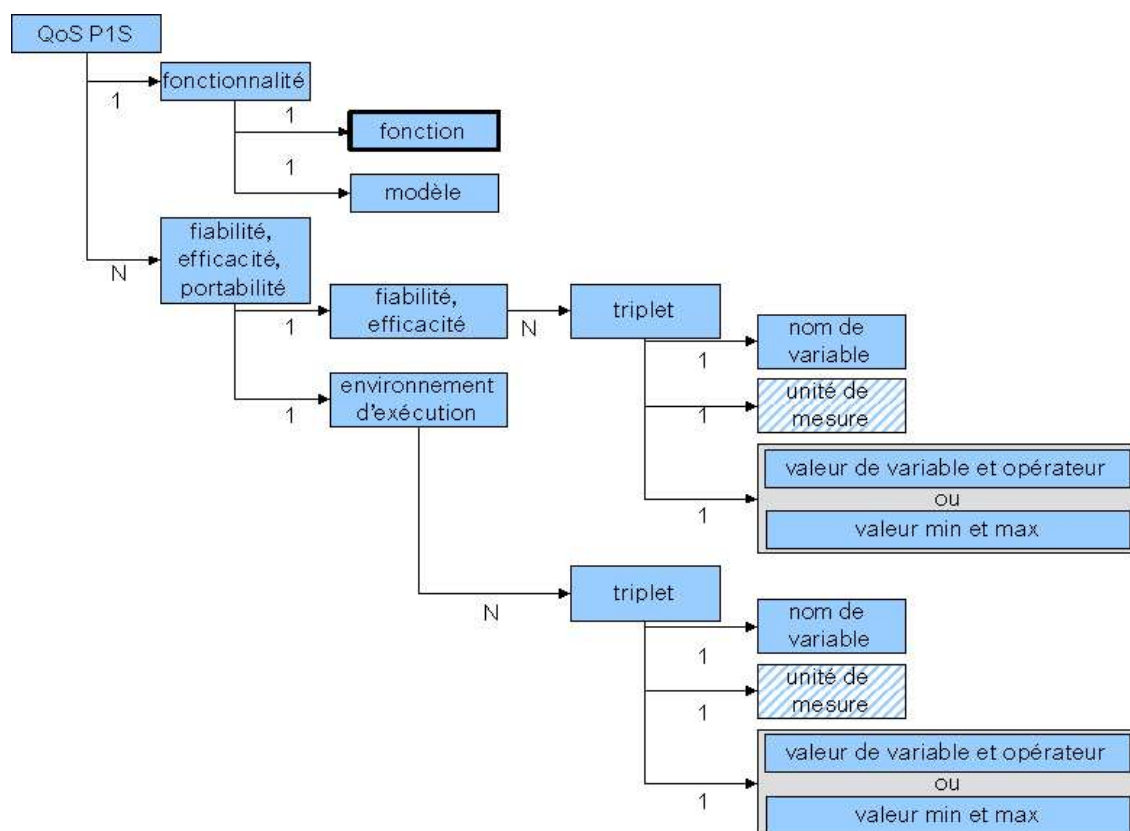 QoS P1S
fonctionnalité
1
1
fonction
1
modèle
fiabilité,
efficacité,
portabilité
N
fiabilité,
efficacité
1
N
triplet
nom de
variable
1
unité de
mesure
1
valeur de variable et opérateur
ou
valeur min et max
1
environnement
d'exécution
1
N
triplet
nom de
variable
1
unité de
mesure
1
valeur de variable et opérateur
ou
valeur min et max
1